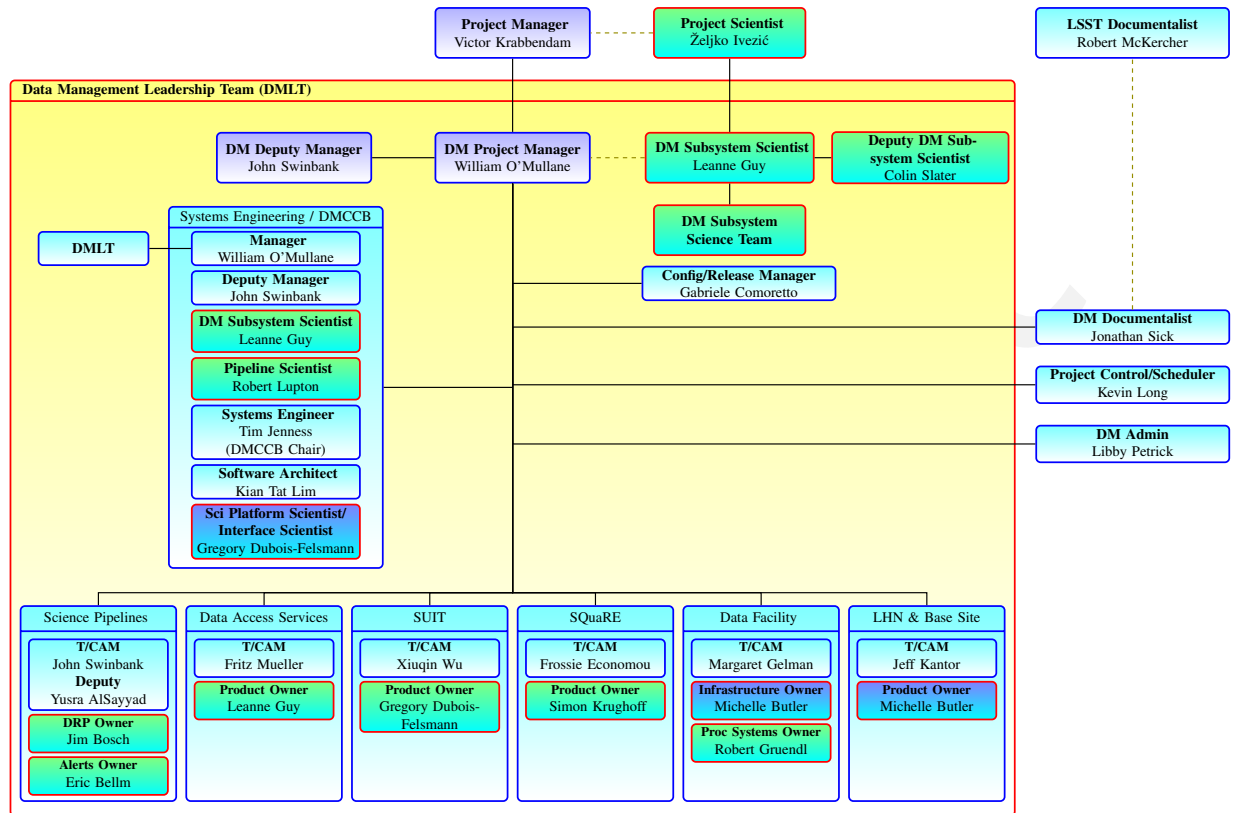 Project Manager
Victor Krabbendam
Project Scientist
Željko Ivezić
LSST Documentalist
Robert McKercher
Data Management Leadership Team (DMLT)
DM Deputy Manager
John Swinbank
DM Project Manager
William O'Mullane
DM Subsystem Scientist
Leanne Guy
Deputy DM Sub-
system Scientist
Colin Slater
DM Subsystem
Science Team
DMLT
Systems Engineering / DMCCB
Manager
William O'Mullane
Deputy Manager
John Swinbank
DM Subsystem Scientist
Leanne Guy
Pipeline Scientist
Robert Lupton
Systems Engineer
Tim Jenness
(DMCCB Chair)
Software Architect
Kian Tat Lim
Sci Platform Scientist/
Interface Scientist
Gregory Dubois-Felsmann
Config/Release Manager
Gabriele Comoretto
DM Documentalist
Jonathan Sick
Project Control/Scheduler
Kevin Long
DM Admin
Libby Petrick
Science Pipelines
T/CAM
John Swinbank
Deputy
Yusra AlSayyad
DRP Owner
Jim Bosch
Alerts Owner
Eric Bellm
Data Access Services
T/CAM
Fritz Mueller
Product Owner
Leanne Guy
SUIT
T/CAM
Xiuqin Wu
Product Owner
Gregory Dubois-
Felsmann
SQuaRE
T/CAM
Frossie Economou
Product Owner
Simon Krughoff
Data Facility
T/CAM
Margaret Gelman
Infrastructure Owner
Michelle Butler
Proc Systems Owner
Robert Gruendl
LHN & Base Site
T/CAM
Jeff Kantor
Product Owner
Michelle Butler